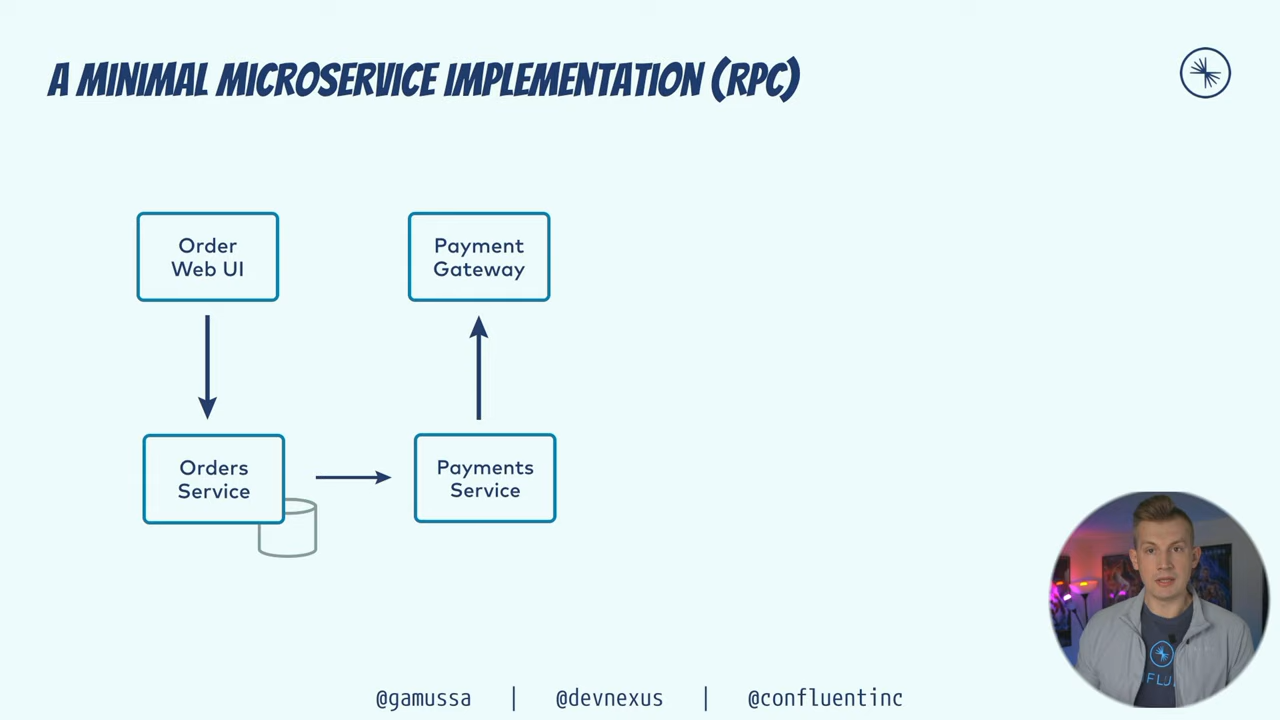 A MINIMAL MICROSERVICE IMPLEMENTATION (RPC)
Order
Web UI
Payment
Gateway
Orders
Service
Payments
Service
@gamussa | @devnexus | @confluentinc